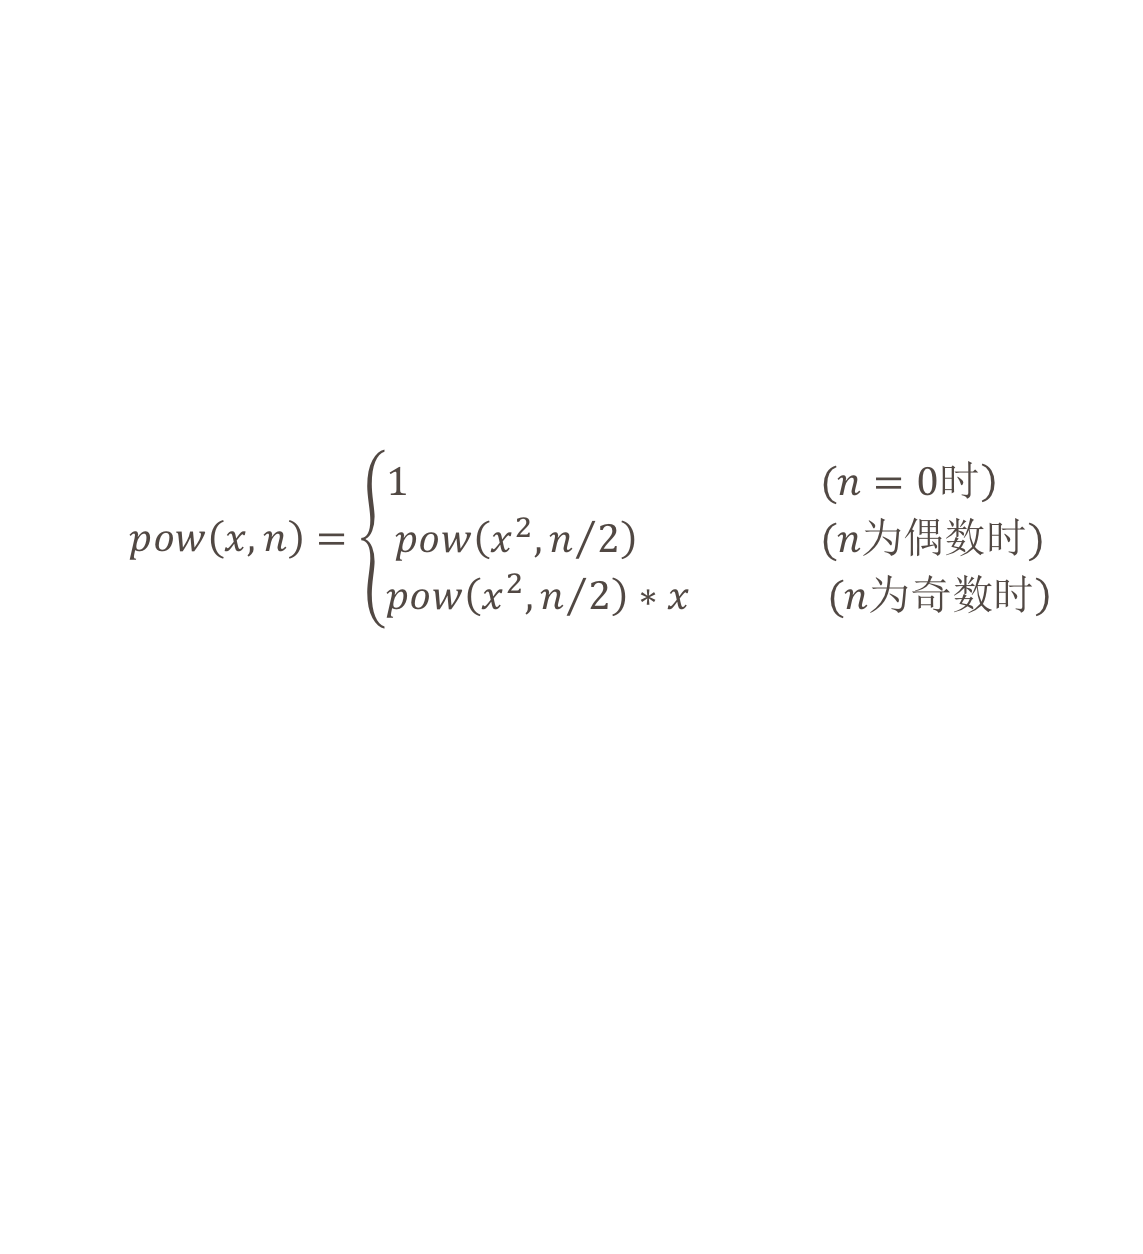 1 (n = 0时)
pow(x, n) = { pow(x², n/2) (n为偶数时)
pow(x², n/2) ∗ x (n为奇数时)